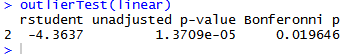 outlierTest(linear)
rstudent unadjusted p-value Bonferonni p
2 -4.3637 1.3709e-05 0.019646
>